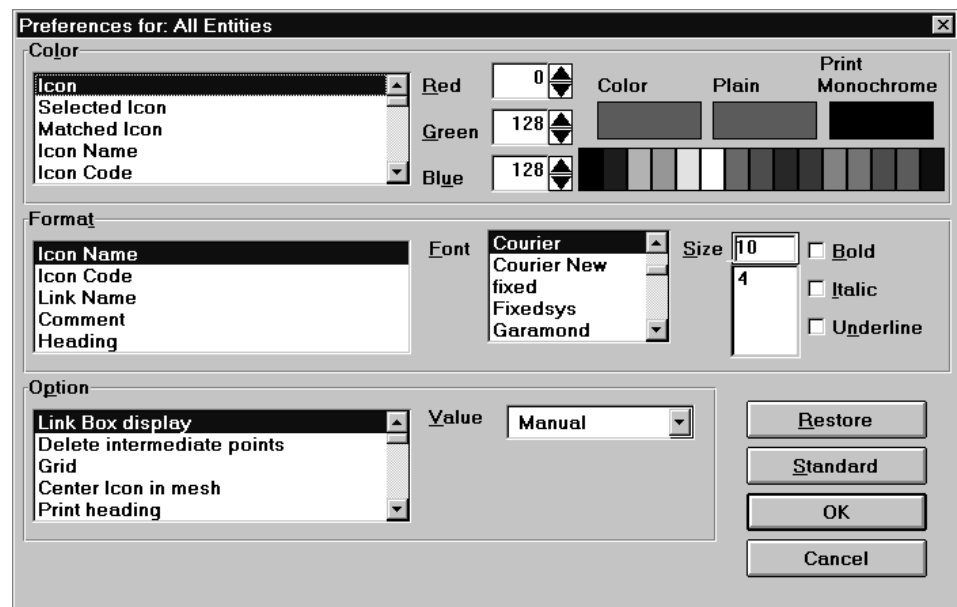 Preferences for: All Entities
Color
Icon
Selected Icon
Matched Icon
Icon Name
Icon Code
Red 0
Green 128
Blue 128
Color Plain Print Monochrome
Format
Icon Name
Icon Code
Link Name
Comment
Heading
Font
Courier
Courier New
fixed
Fixedsys
Garamond
Size 10
4
Bold
Italic
Underline
Option
Link Box display
Delete intermediate points
Grid
Center Icon in mesh
Print heading
Value Manual
Restore
Standard
OK
Cancel